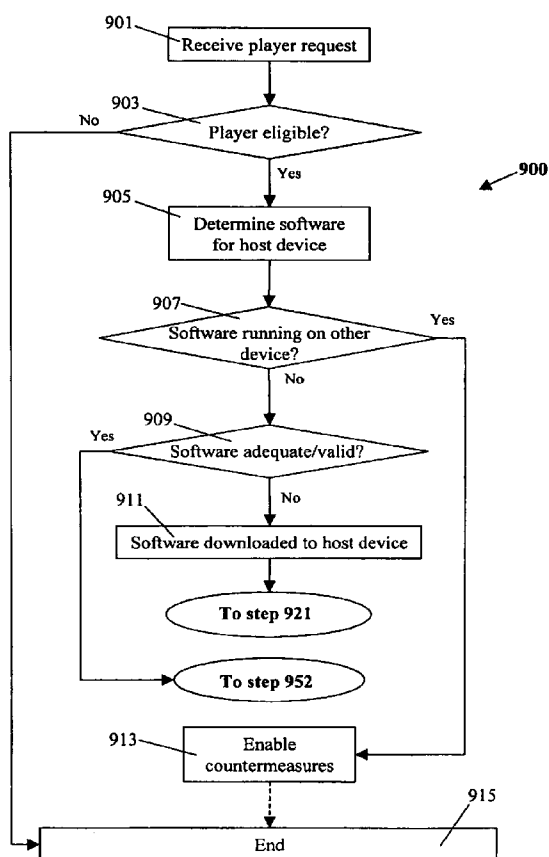 901
Receive player request
903
No
Player eligible?
Yes
900
905
Determine software
for host device
907
Yes
Software running on other
device?
No
909
Yes
Software adequate/valid?
No
911
Software downloaded to host device
To step 921
To step 952
913
Enable
countermeasures
915
End